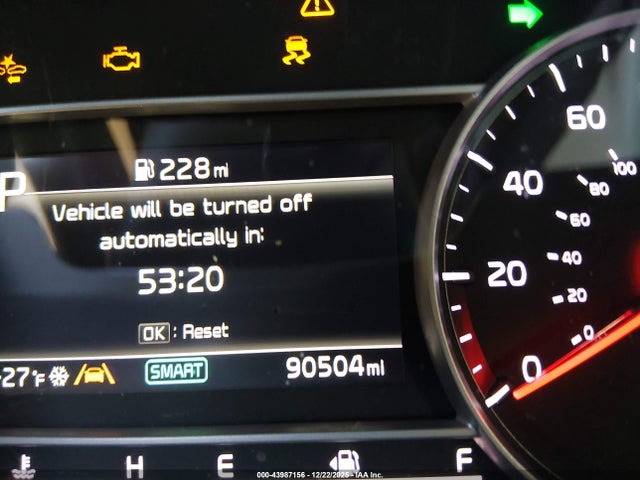 60
228 mi
P
Vehicle will be turned off
automatically in:
53:20
OK : Reset
40
20
0
100
80
60
40
20
0
-27°F
SMART
90504 mi
H
E
F
000-43987156 - 12/22/2025 - IAA Inc.